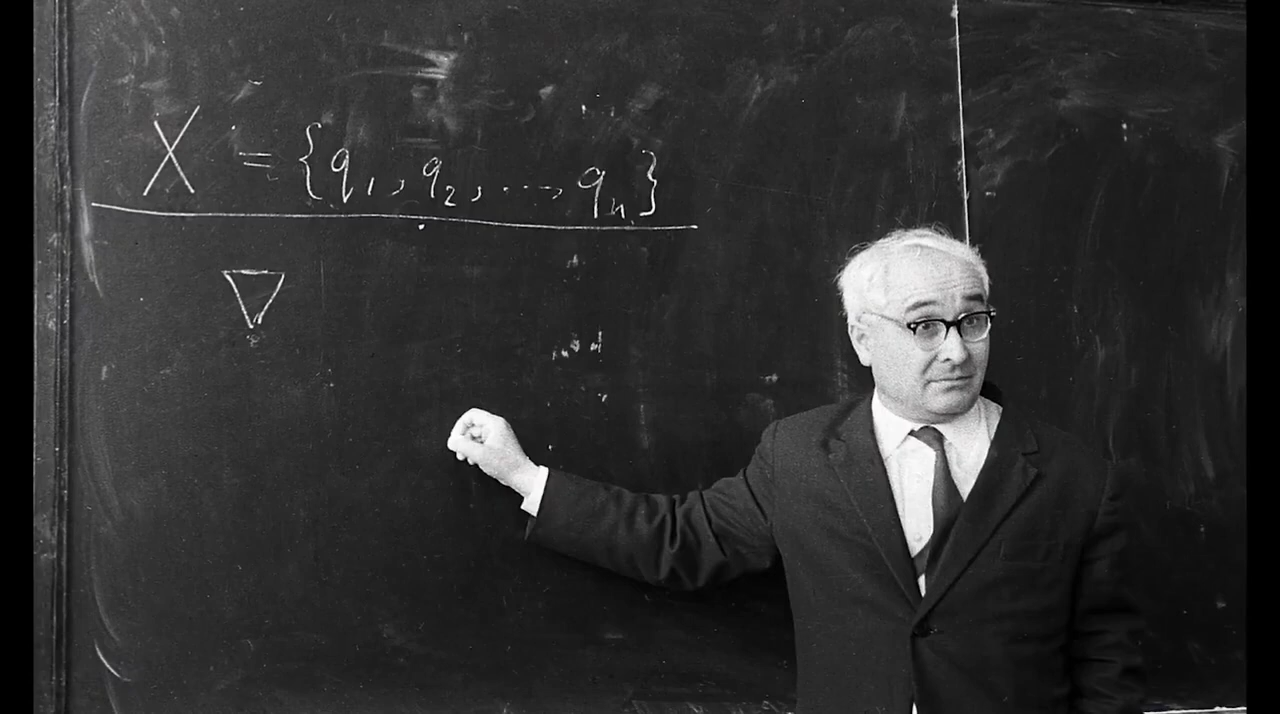 X = {q₁, q₂, ..., qₙ}